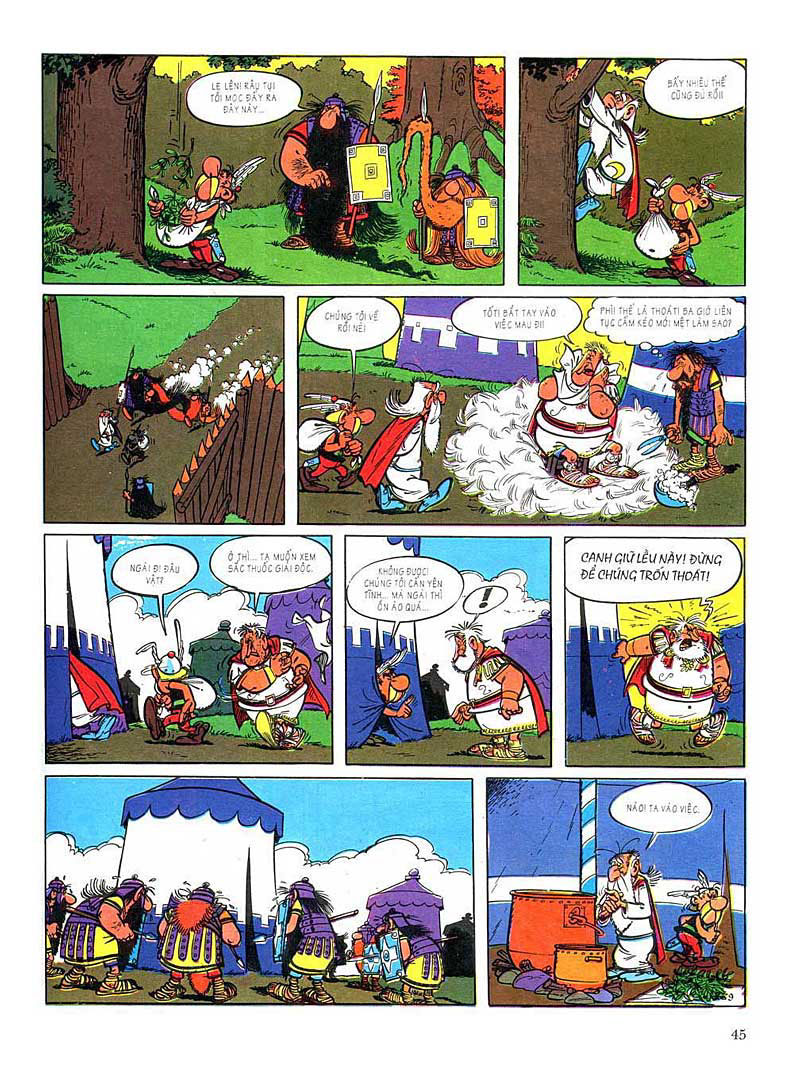 LẸ LÊN! RÂU TỤI
TÔI MỌC ĐẦY RA
ĐÂY NÀY...
BẤY NHIÊU THẾ
CŨNG ĐỦ RỒI!
CHÚNG TÔI VỀ
RỒI NÈ!
TỐT! BẮT TAY VÀO
VIỆC MAU ĐI!
PHÌ! THẾ LÀ THOÁT! BA GIỜ LIÊN
TỤC CẦM KÉO MỚI MỆT LÀM SAO?
NGÀI ĐI ĐÂU
VẬY?
Ờ THÌ... TA MUỐN XEM
SẮC THUỐC GIẢI ĐỘC.
KHÔNG ĐƯỢC!
CHÚNG TÔI CẦN YÊN
TĨNH... MÀ NGÀI THÌ
ỒN ÀO QUÁ...
!
CANH GIỮ LỀU NÀY! ĐỪNG
ĐỂ CHÚNG TRỐN THOÁT!
NÀO! TA VÀO VIỆC.
45